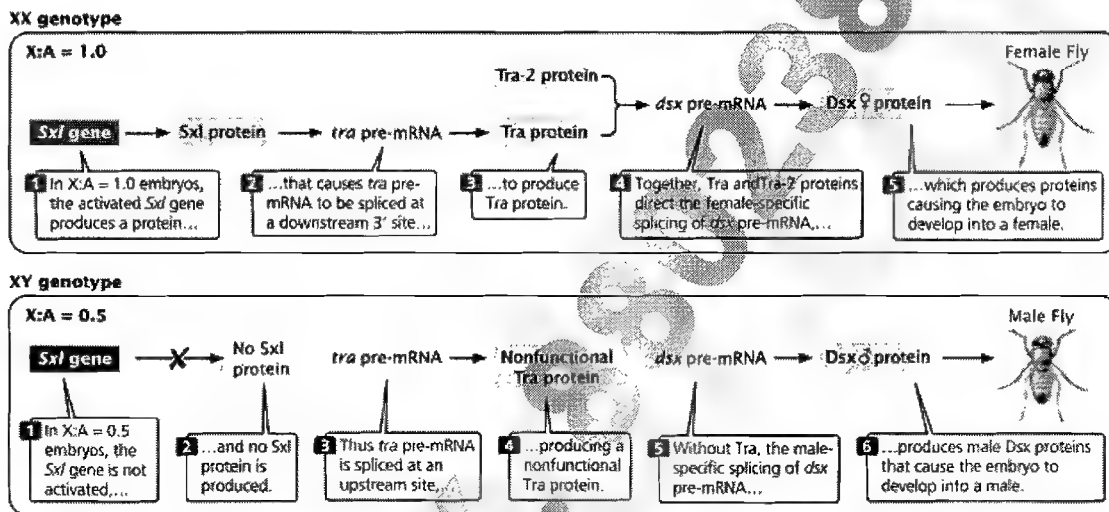 XX genotype
X:A = 1.0
Female Fly
Tra-2 protein
Sxl gene
Sxl protein
tra pre-mRNA
Tra protein
dsx pre-mRNA
Dsx ♀ protein
1 In X:A = 1.0 embryos,
the activated Sxl gene
produces a protein…
2 …that causes tra pre-
mRNA to be spliced at
a downstream 3′ site…
3 …to produce
Tra protein.
4 Together, Tra andTra-2 proteins
direct the female-specific
splicing of dsx pre-mRNA,…
5 …which produces proteins
causing the embryo to
develop into a female.
XY genotype
X:A = 0.5
Male Fly
Sxl gene
X
No Sxl
protein
tra pre-mRNA
Nonfunctional
Tra protein
dsx pre-mRNA
Dsx♂ protein
1 In X:A = 0.5
embryos, the
Sxl gene is not
activated,…
2 …and no Sxl
protein is
produced.
3 Thus tra pre-mRNA
is spliced at an
upstream site,
4 …producing a
nonfunctional
Tra protein.
5 Without Tra, the male-
specific splicing of dsx
pre-mRNA…
6 …produces male Dsx proteins
that cause the embryo to
develop into a male.